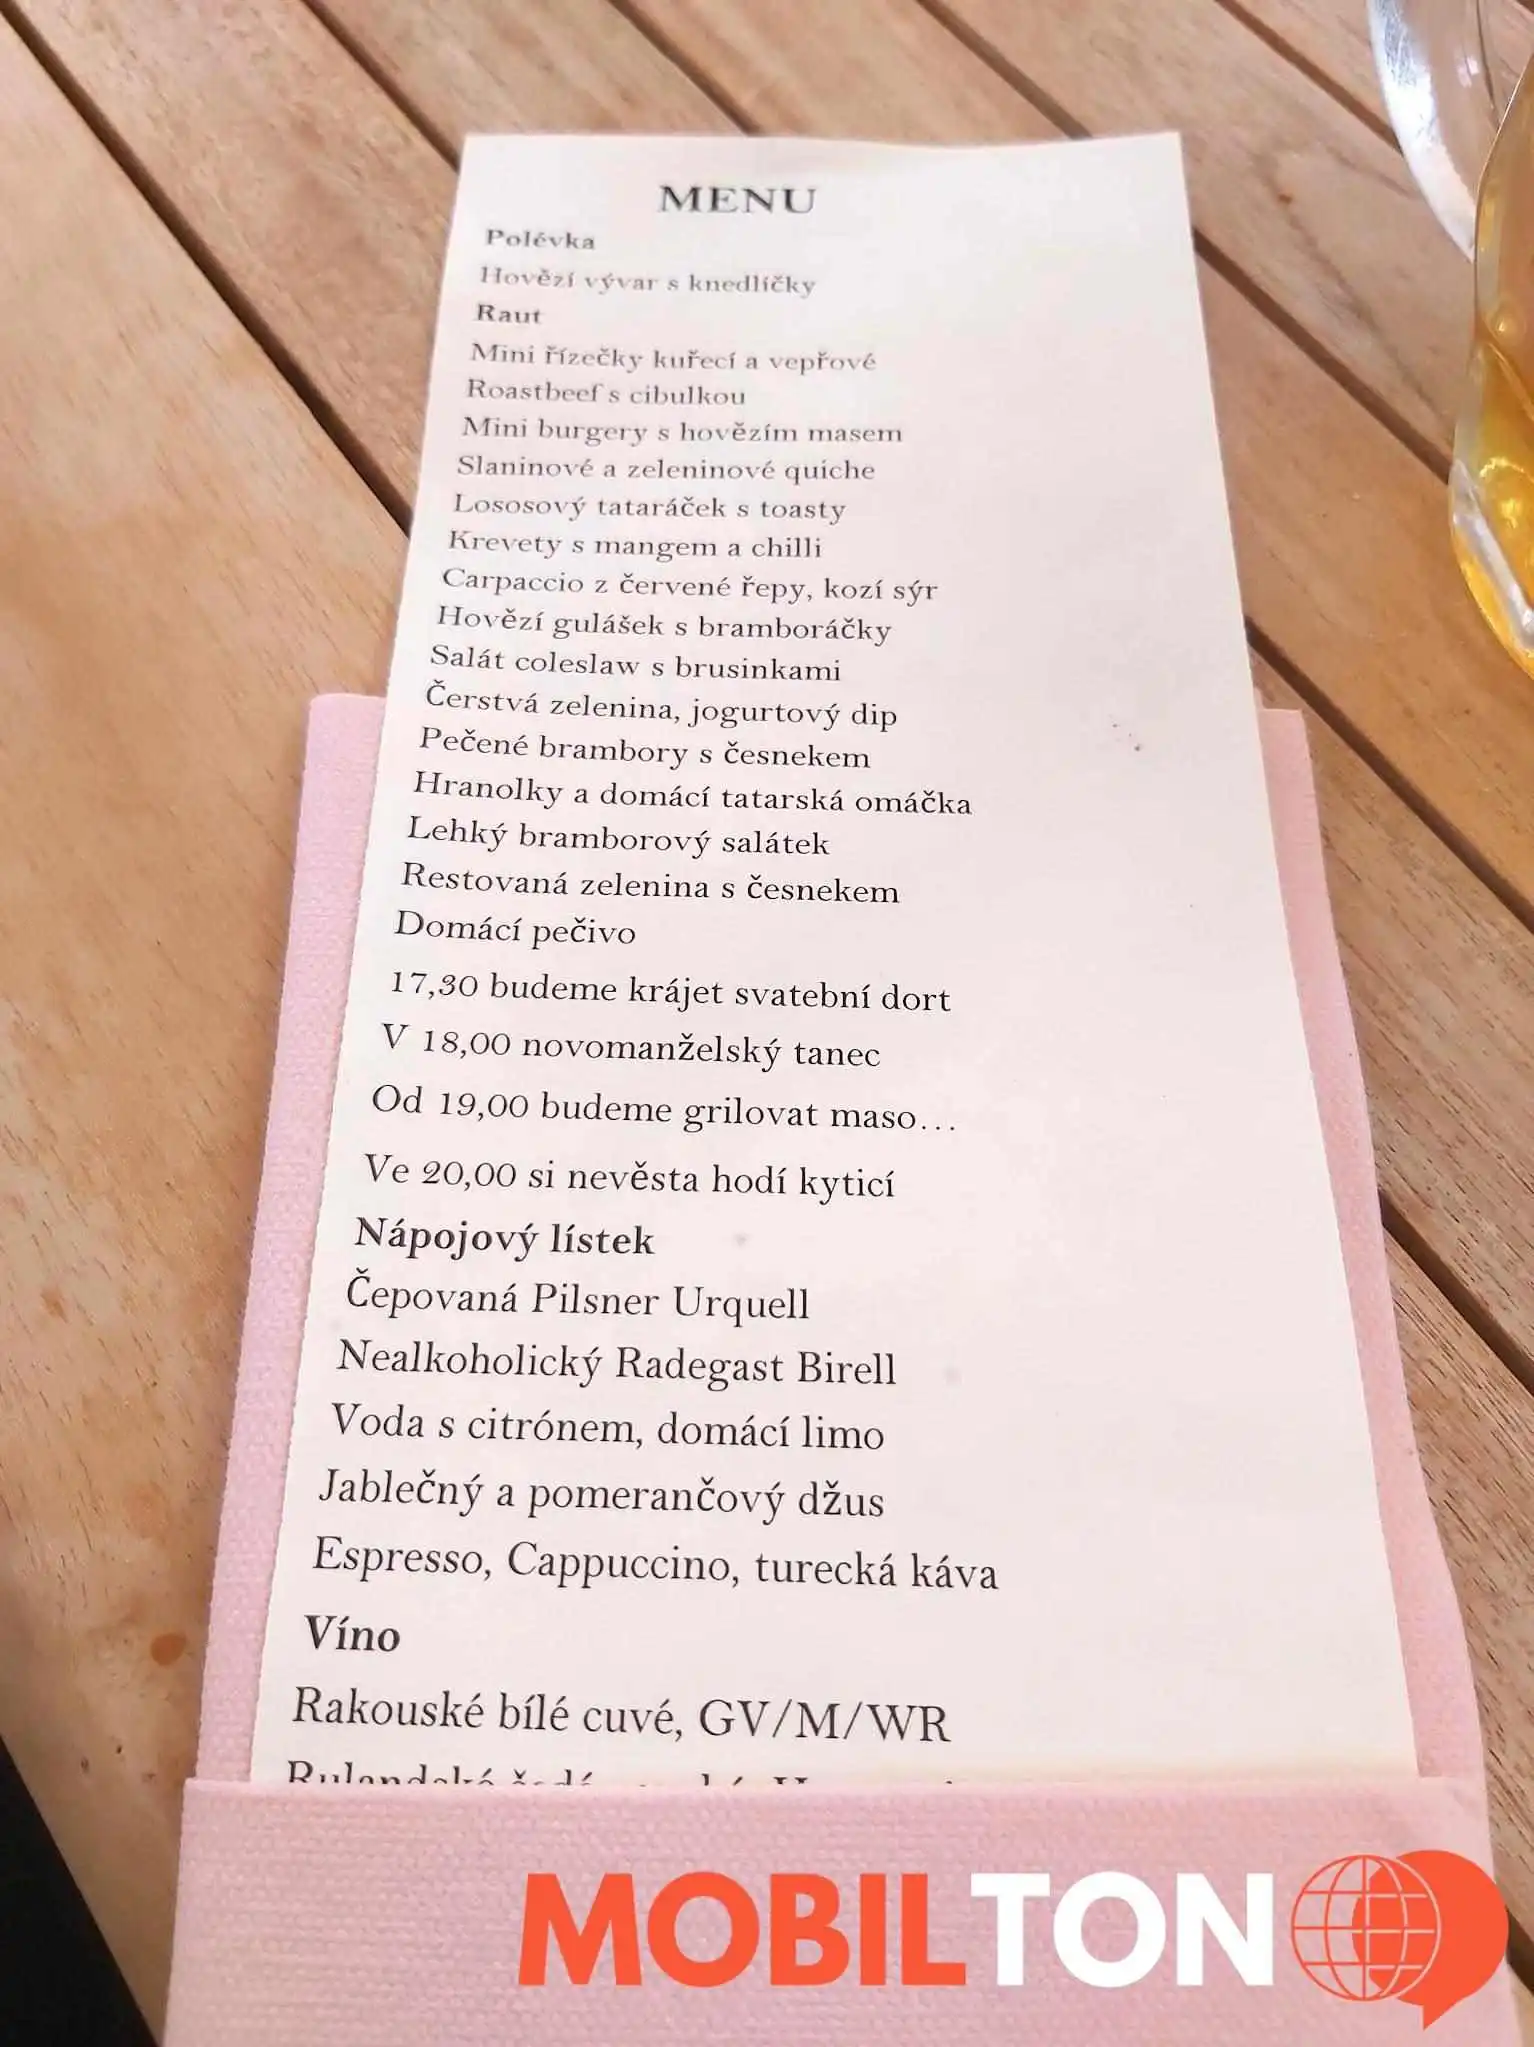 MENU
Polévka
Hovězí vývar s knedlíčky
Raut
Mini řízečky kuřecí a vepřové
Roastbeef s cibulkou
Mini burgery s hovězím masem
Slaninové a zeleninové quiche
Lososový tataráček s toasty
Krevety s mangem a chilli
Carpaccio z červené řepy, kozí sýr
Hovězí gulášek s bramboráčky
Salát coleslaw s brusinkami
Čerstvá zelenina, jogurtový dip
Pečené brambory s česnekem
Hranolky a domácí tatarská omáčka
Lehký bramborový salátek
Restovaná zelenina s česnekem
Domácí pečivo
17,30 budeme krájet svatební dort
V 18,00 novomanželský tanec
Od 19,00 budeme grilovat maso…
Ve 20,00 si nevěsta hodí kyticí
Nápojový lístek
Čepovaná Pilsner Urquell
Nealkoholický Radegast Birell
Voda s citrónem, domácí limo
Jablečný a pomerančový džus
Espresso, Cappuccino, turecká káva
Víno
Rakouské bílé cuvé, GV/M/WR
MOBILTON